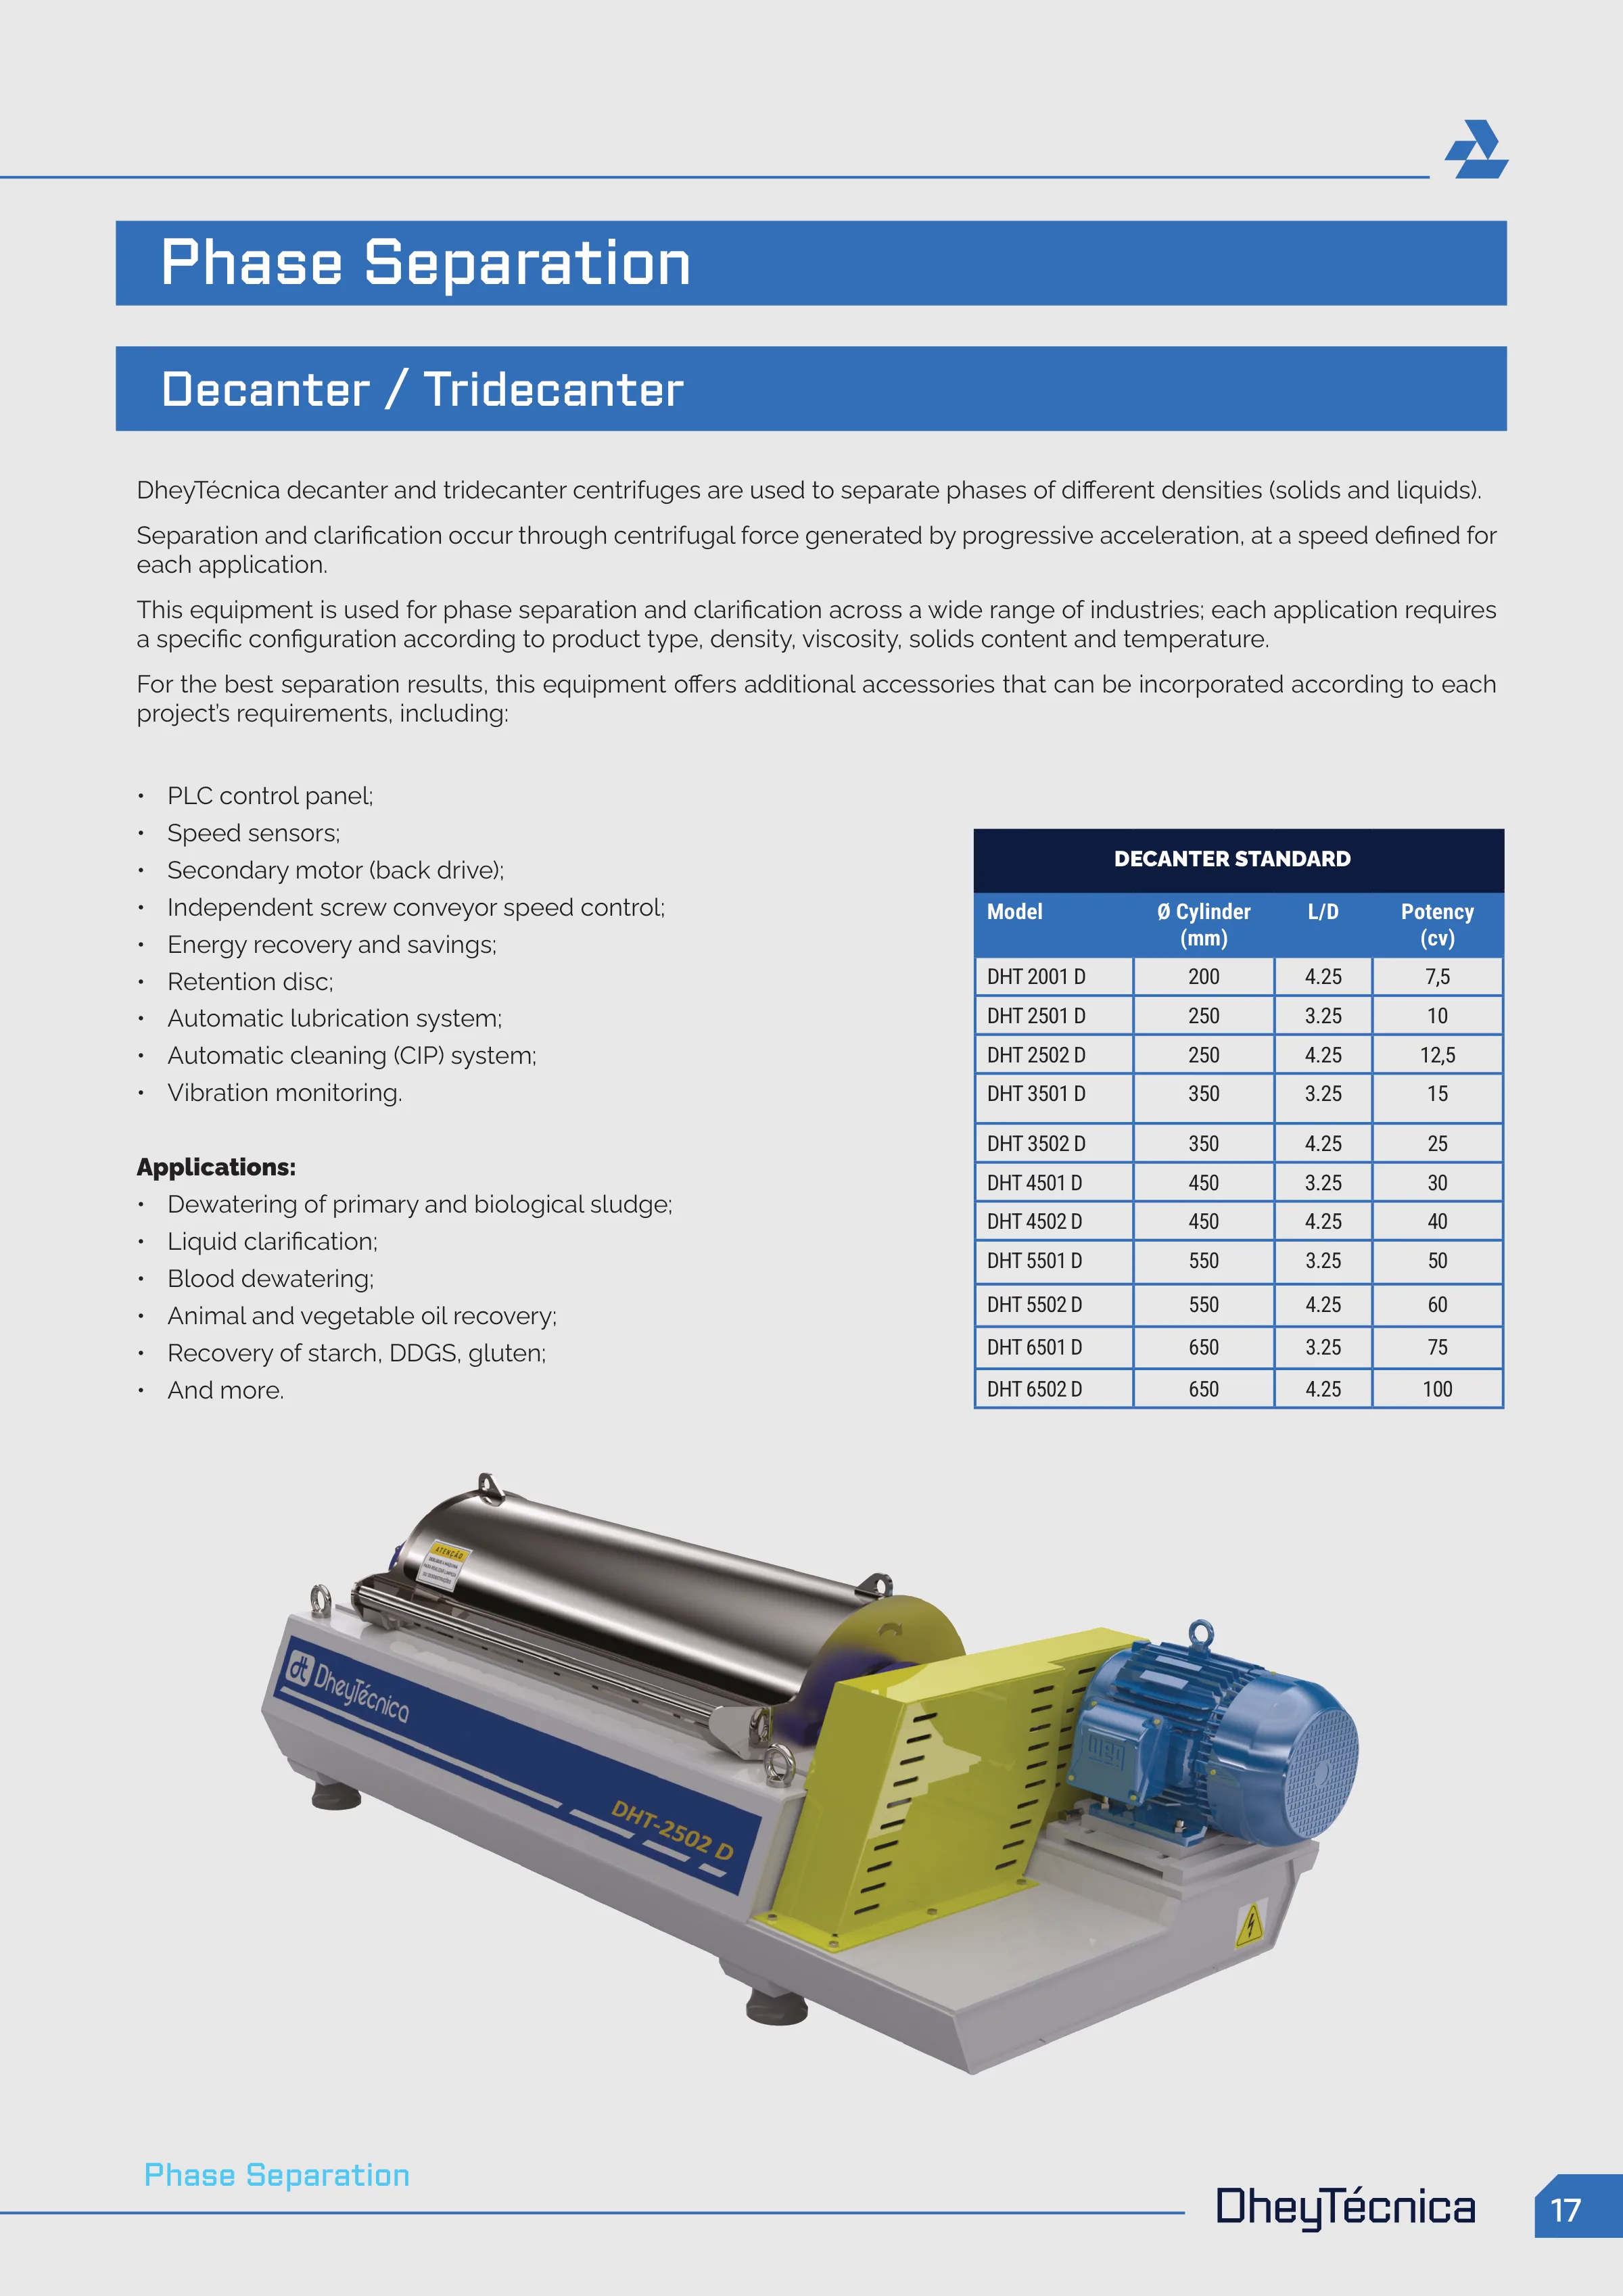 Phase Separation
Decanter / Tridecanter
DheyTécnica decanter and tridecanter centrifuges are used to separate phases of different densities (solids and liquids).
Separation and clarification occur through centrifugal force generated by progressive acceleration, at a speed defined for
each application.
This equipment is used for phase separation and clarification across a wide range of industries; each application requires
a specific configuration according to product type, density, viscosity, solids content and temperature.
For the best separation results, this equipment offers additional accessories that can be incorporated according to each
project's requirements, including:
• PLC control panel;
• Speed sensors;
• Secondary motor (back drive);
• Independent screw conveyor speed control;
• Energy recovery and savings;
• Retention disc;
• Automatic lubrication system;
• Automatic cleaning (CIP) system;
• Vibration monitoring.
Applications:
• Dewatering of primary and biological sludge;
• Liquid clarification;
• Blood dewatering;
• Animal and vegetable oil recovery;
• Recovery of starch, DDGS, gluten;
• And more.
DECANTER STANDARD
Model Ø Cylinder (mm) L/D Potency (cv)
DHT 2001 D 200 4.25 7,5
DHT 2501 D 250 3.25 10
DHT 2502 D 250 4.25 12,5
DHT 3501 D 350 3.25 15
DHT 3502 D 350 4.25 25
DHT 4501 D 450 3.25 30
DHT 4502 D 450 4.25 40
DHT 5501 D 550 3.25 50
DHT 5502 D 550 4.25 60
DHT 6501 D 650 3.25 75
DHT 6502 D 650 4.25 100
ATENÇÃO
dt DheyTécnica
DHT-2502 D
WEG
Phase Separation
DheyTécnica
17